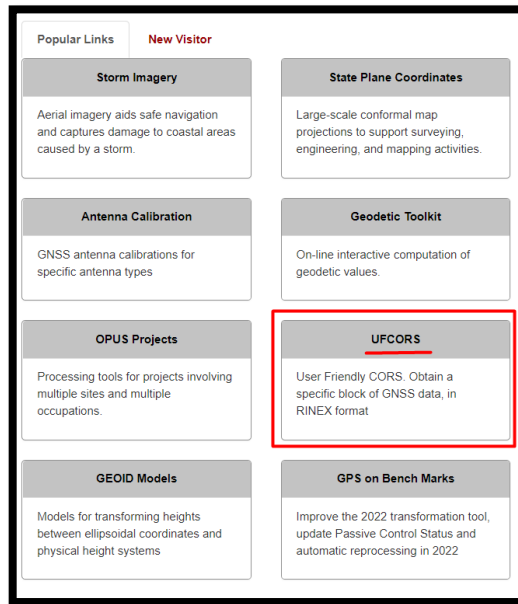 Popular Links
New Visitor
Storm Imagery
Aerial imagery aids safe navigation
and captures damage to coastal areas
caused by a storm.
State Plane Coordinates
Large-scale conformal map
projections to support surveying,
engineering, and mapping activities.
Antenna Calibration
GNSS antenna calibrations for
specific antenna types
Geodetic Toolkit
On-line interactive computation of
geodetic values.
OPUS Projects
Processing tools for projects involving
multiple sites and multiple
occupations.
UFCORS
User Friendly CORS. Obtain a
specific block of GNSS data, in
RINEX format
GEOID Models
Models for transforming heights
between ellipsoidal coordinates and
physical height systems
GPS on Bench Marks
Improve the 2022 transformation tool,
update Passive Control Status and
automatic reprocessing in 2022